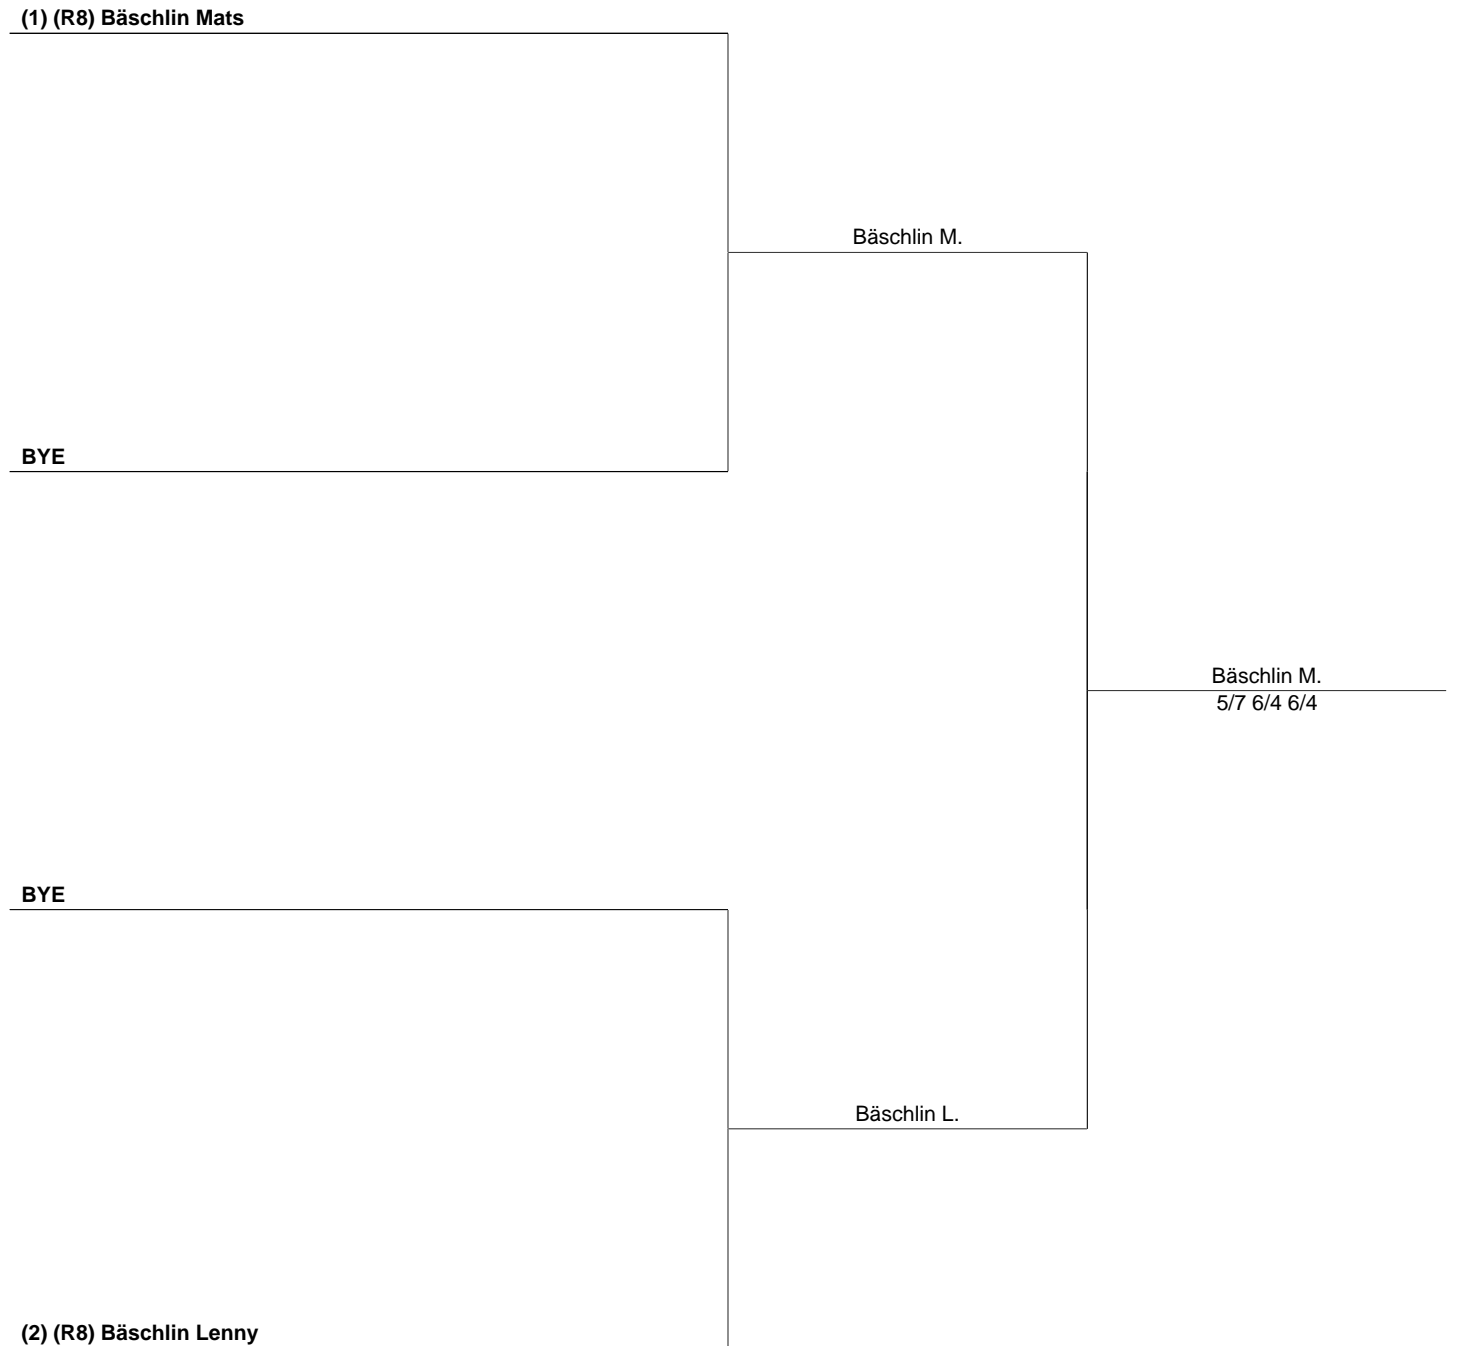 (1) (R8) Bäschlin Mats
Bäschlin M.
BYE
Bäschlin M.
5/7 6/4 6/4
BYE
Bäschlin L.
(2) (R8) Bäschlin Lenny